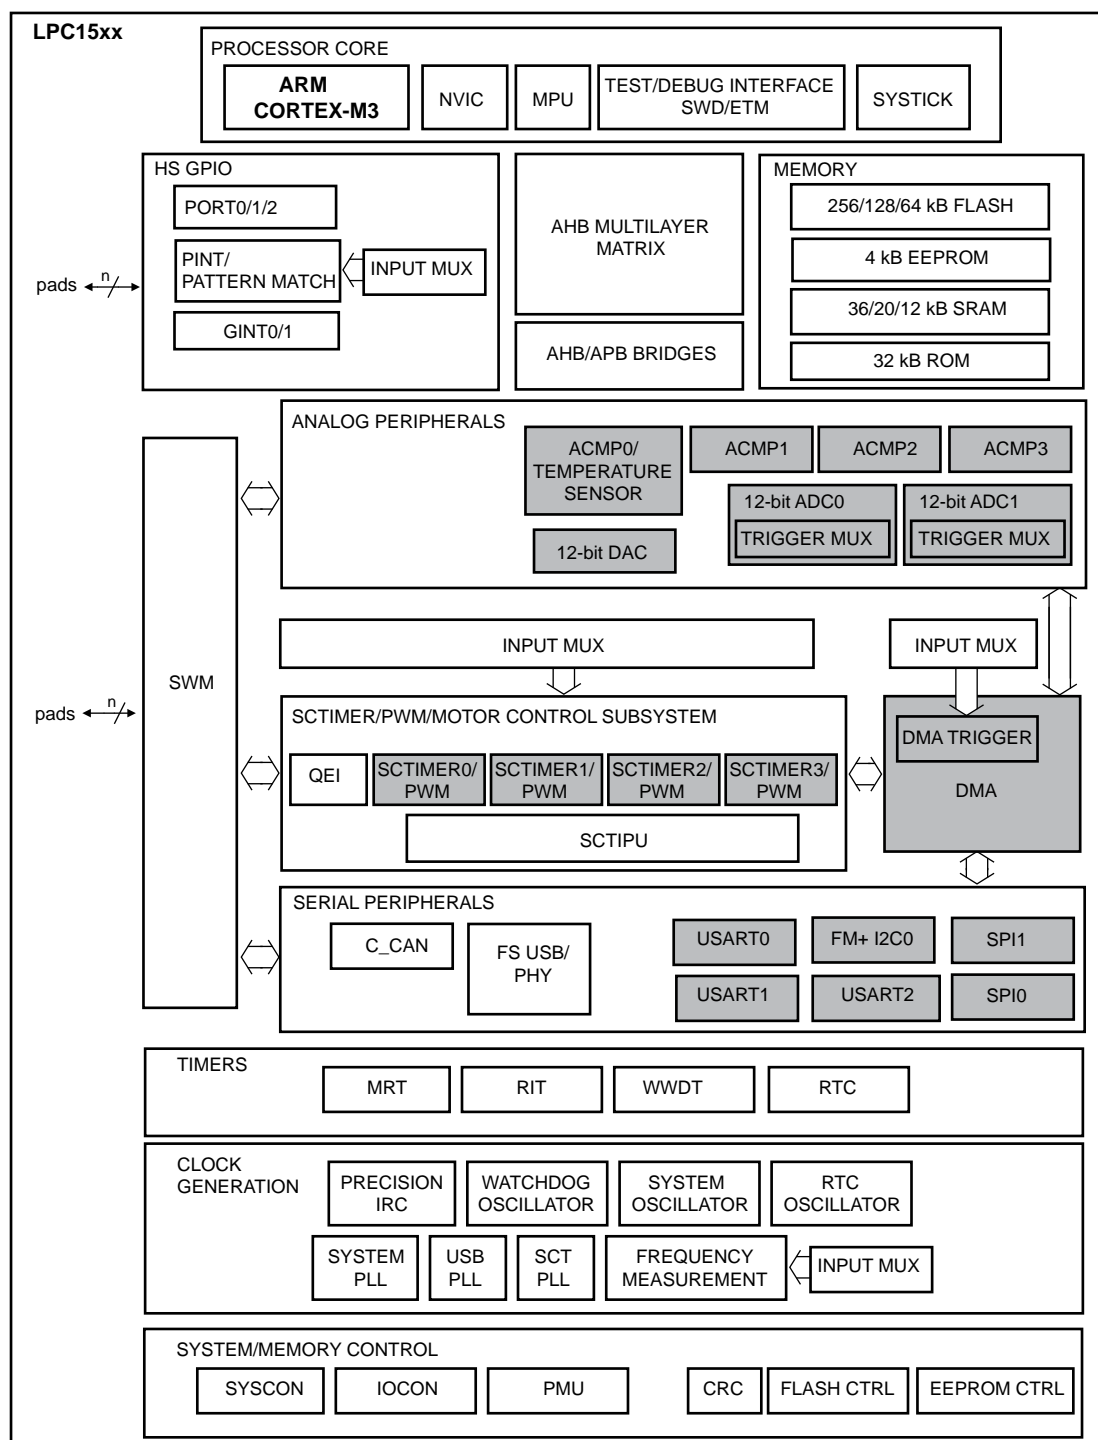 LPC15xx
PROCESSOR CORE
ARM
CORTEX-M3
NVIC
MPU
TEST/DEBUG INTERFACE
SWD/ETM
SYSTICK
HS GPIO
PORT0/1/2
PINT/
PATTERN MATCH
INPUT MUX
GINT0/1
pads
n
AHB MULTILAYER
MATRIX
AHB/APB BRIDGES
MEMORY
256/128/64 kB FLASH
4 kB EEPROM
36/20/12 kB SRAM
32 kB ROM
ANALOG PERIPHERALS
ACMP0/
TEMPERATURE
SENSOR
ACMP1
ACMP2
ACMP3
12-bit DAC
12-bit ADC0
TRIGGER MUX
12-bit ADC1
TRIGGER MUX
SWM
pads
n
INPUT MUX
INPUT MUX
SCTIMER/PWM/MOTOR CONTROL SUBSYSTEM
QEI
SCTIMER0/
PWM
SCTIMER1/
PWM
SCTIMER2/
PWM
SCTIMER3/
PWM
SCTIPU
DMA TRIGGER
DMA
SERIAL PERIPHERALS
C_CAN
FS USB/
PHY
USART0
FM+ I2C0
SPI1
USART1
USART2
SPI0
TIMERS
MRT
RIT
WWDT
RTC
CLOCK
GENERATION
PRECISION
IRC
WATCHDOG
OSCILLATOR
SYSTEM
OSCILLATOR
RTC
OSCILLATOR
SYSTEM
PLL
USB
PLL
SCT
PLL
FREQUENCY
MEASUREMENT
INPUT MUX
SYSTEM/MEMORY CONTROL
SYSCON
IOCON
PMU
CRC
FLASH CTRL
EEPROM CTRL